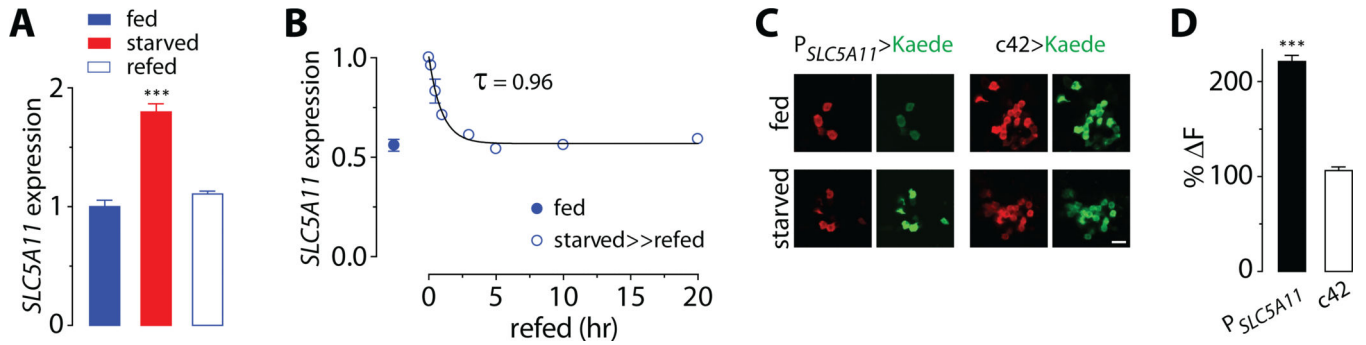 A
fed
starved
refed
SLC5A11 expression
2
1
0
***
B
SLC5A11 expression
1.0
0.5
0.0
τ = 0.96
fed
starved>>refed
0 5 10 15 20
refed (hr)
C
PSLC5A11>Kaede c42>Kaede
fed
starved
D
% ΔF
200
100
0
***
PSLC5A11
c42